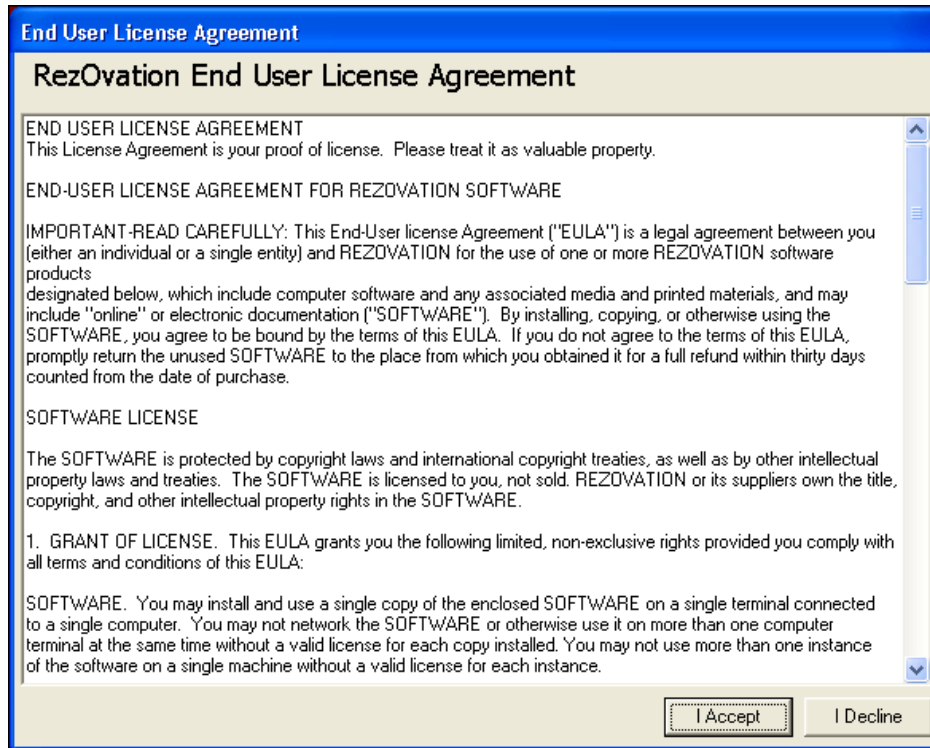 End User License Agreement
RezOvation End User License Agreement
END USER LICENSE AGREEMENT
This License Agreement is your proof of license.  Please treat it as valuable property.
END-USER LICENSE AGREEMENT FOR REZOVATION SOFTWARE
IMPORTANT-READ CAREFULLY: This End-User license Agreement ("EULA") is a legal agreement between you
(either an individual or a single entity) and REZOVATION for the use of one or more REZOVATION software
products
designated below, which include computer software and any associated media and printed materials, and may
include "online" or electronic documentation ("SOFTWARE").  By installing, copying, or otherwise using the
SOFTWARE, you agree to be bound by the terms of this EULA.  If you do not agree to the terms of this EULA,
promptly return the unused SOFTWARE to the place from which you obtained it for a full refund within thirty days
counted from the date of purchase.
SOFTWARE LICENSE
The SOFTWARE is protected by copyright laws and international copyright treaties, as well as by other intellectual
property laws and treaties.  The SOFTWARE is licensed to you, not sold. REZOVATION or its suppliers own the title,
copyright, and other intellectual property rights in the SOFTWARE.
1.  GRANT OF LICENSE.  This EULA grants you the following limited, non-exclusive rights provided you comply with
all terms and conditions of this EULA:
SOFTWARE.  You may install and use a single copy of the enclosed SOFTWARE on a single terminal connected
to a single computer.  You may not network the SOFTWARE or otherwise use it on more than one computer
terminal at the same time without a valid license for each copy installed. You may not use more than one instance
of the software on a single machine without a valid license for each instance.
I Accept
I Decline